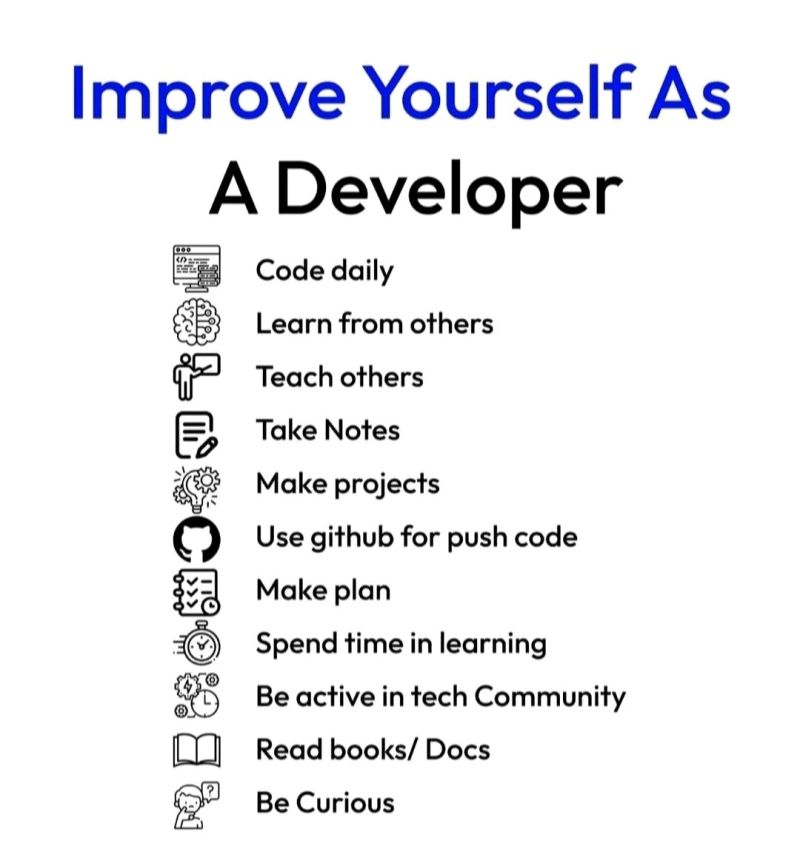 Improve Yourself As
A Developer
Code daily
Learn from others
Teach others
Take Notes
Make projects
Use github for push code
Make plan
Spend time in learning
Be active in tech Community
Read books/ Docs
Be Curious